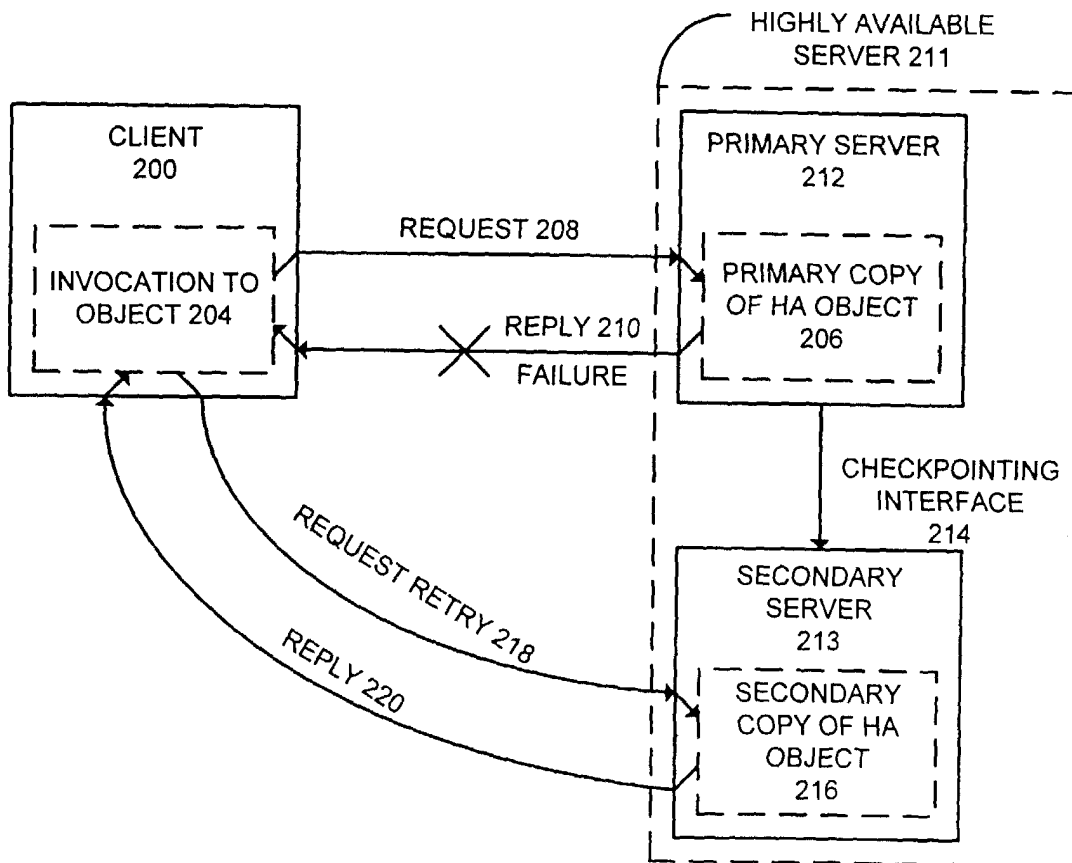 HIGHLY AVAILABLE
SERVER 211
CLIENT
200
INVOCATION TO
OBJECT 204
REQUEST 208
REPLY 210
FAILURE
PRIMARY SERVER
212
PRIMARY COPY
OF HA OBJECT
206
CHECKPOINTING
INTERFACE
214
REQUEST RETRY 218
REPLY 220
SECONDARY
SERVER
213
SECONDARY
COPY OF HA
OBJECT
216